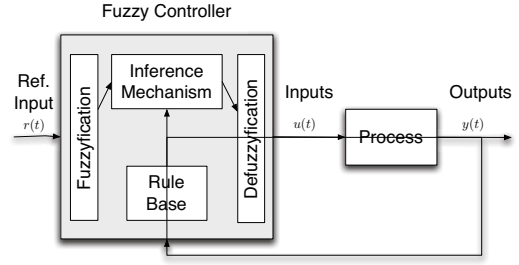 Fuzzy Controller
Ref.
Input
r(t)
Fuzzyfication
Inference
Mechanism
Rule
Base
Defuzzyfication
Inputs
u(t)
Process
Outputs
y(t)